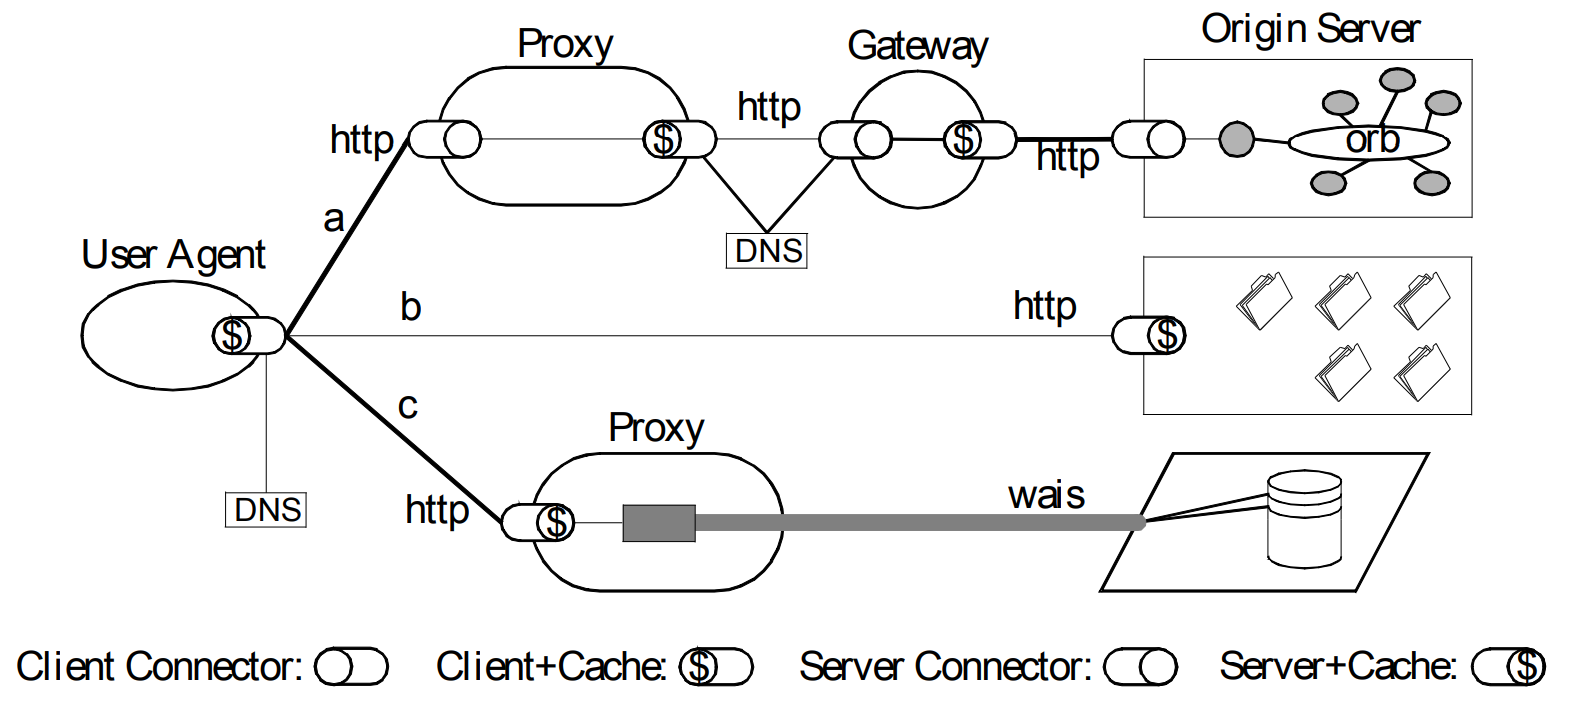 Proxy
Gateway
Origin Server
http
http
http
$
$
orb
a
DNS
User Agent
b
http
$
$
c
Proxy
DNS
http
$
wais
Client Connector:
Client+Cache: $
Server Connector:
Server+Cache: $